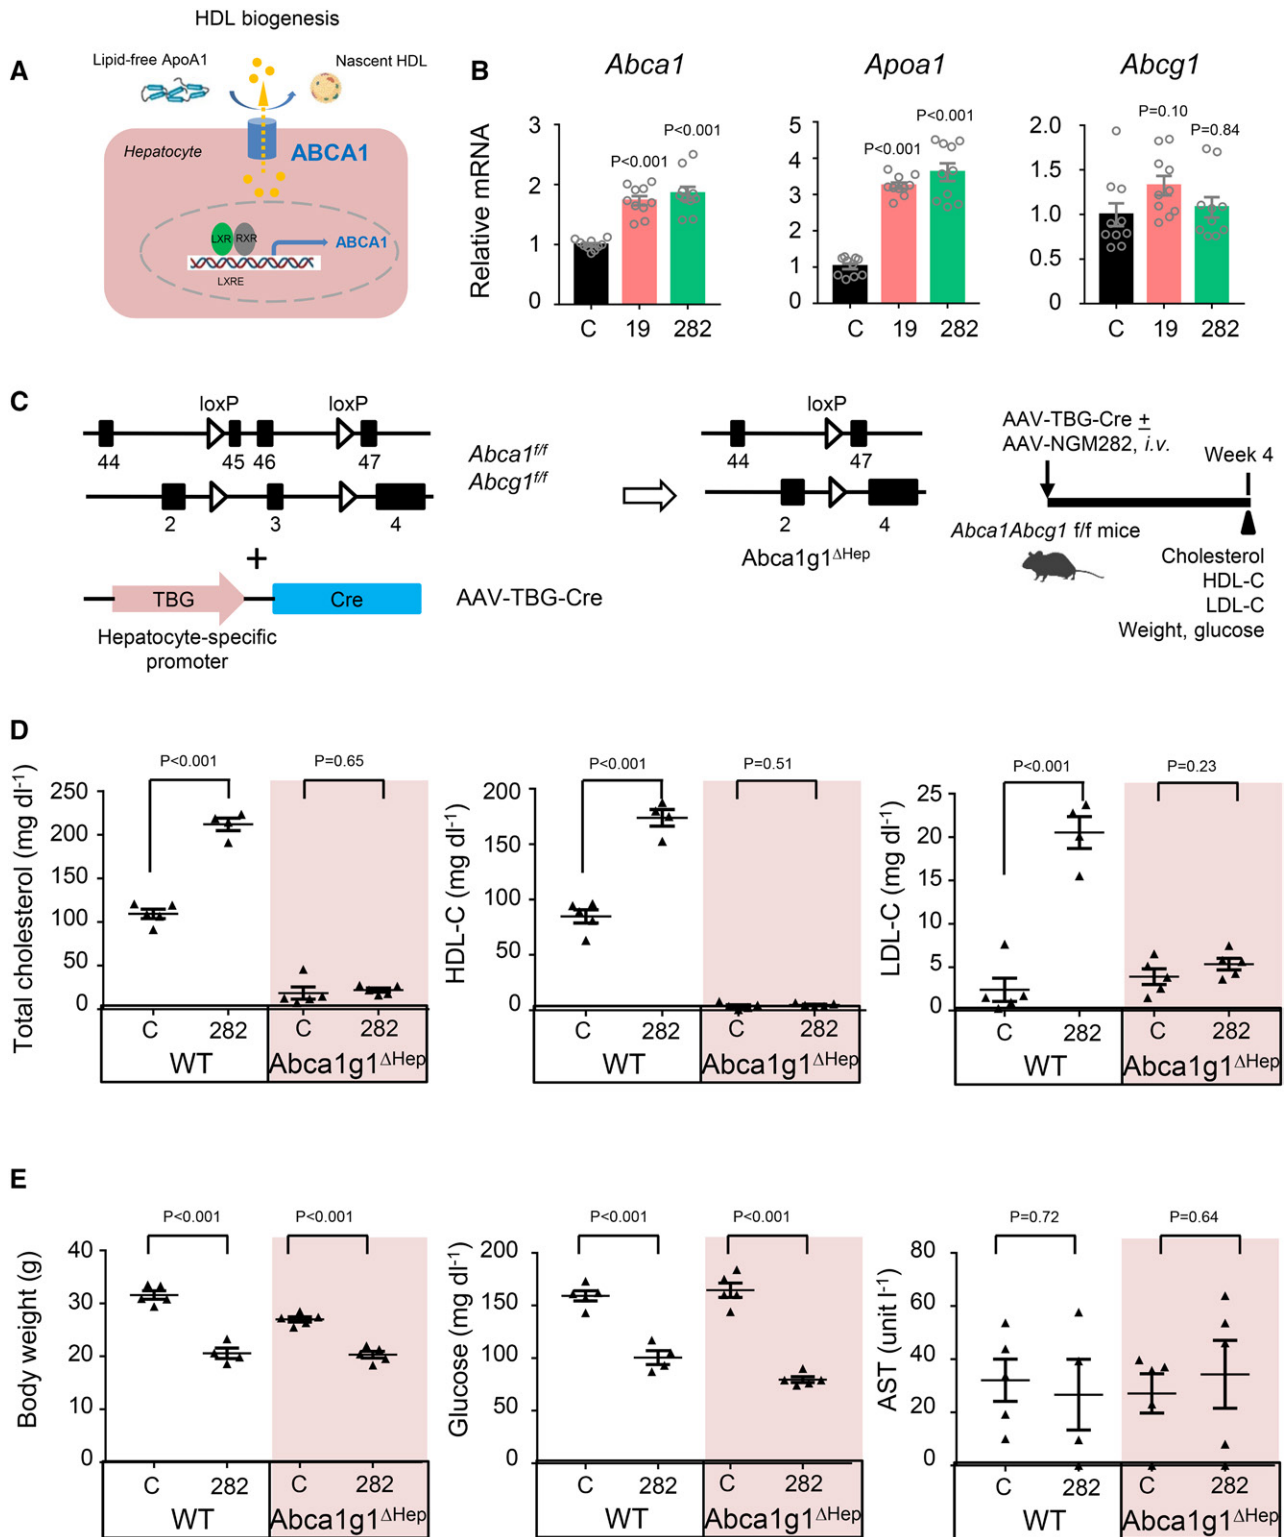 A
HDL biogenesis
Lipid-free ApoA1
Nascent HDL
Hepatocyte
ABCA1
LXR
RXR
ABCA1
LXRE
B
Abca1
Apoa1
Abcg1
Relative mRNA
3
2
1
0
P<0.001
P<0.001
C
19
282
5
4
3
2
1
0
P<0.001
P<0.001
C
19
282
2.0
1.5
1.0
0.5
0
P=0.10
P=0.84
C
19
282
C
loxP
loxP
44
45
46
47
Abca1f/f
Abcg1f/f
2
3
4
+
TBG
Cre
AAV-TBG-Cre
Hepatocyte-specific
promoter
loxP
44
47
2
4
Abca1g1ΔHep
AAV-TBG-Cre ±
AAV-NGM282, i.v.
Week 4
Abca1Abcg1 f/f mice
Cholesterol
HDL-C
LDL-C
Weight, glucose
D
Total cholesterol (mg dl-1)
250
200
150
100
50
0
P<0.001
P=0.65
C
282
C
282
WT
Abca1g1ΔHep
HDL-C (mg dl-1)
200
150
100
50
0
P<0.001
P=0.51
C
282
C
282
WT
Abca1g1ΔHep
LDL-C (mg dl-1)
25
20
15
10
5
0
P<0.001
P=0.23
C
282
C
282
WT
Abca1g1ΔHep
E
Body weight (g)
40
30
20
10
0
P<0.001
P<0.001
C
282
C
282
WT
Abca1g1ΔHep
Glucose (mg dl-1)
200
150
100
50
0
P<0.001
P<0.001
C
282
C
282
WT
Abca1g1ΔHep
AST (unit l-1)
80
60
40
20
0
P=0.72
P=0.64
C
282
C
282
WT
Abca1g1ΔHep